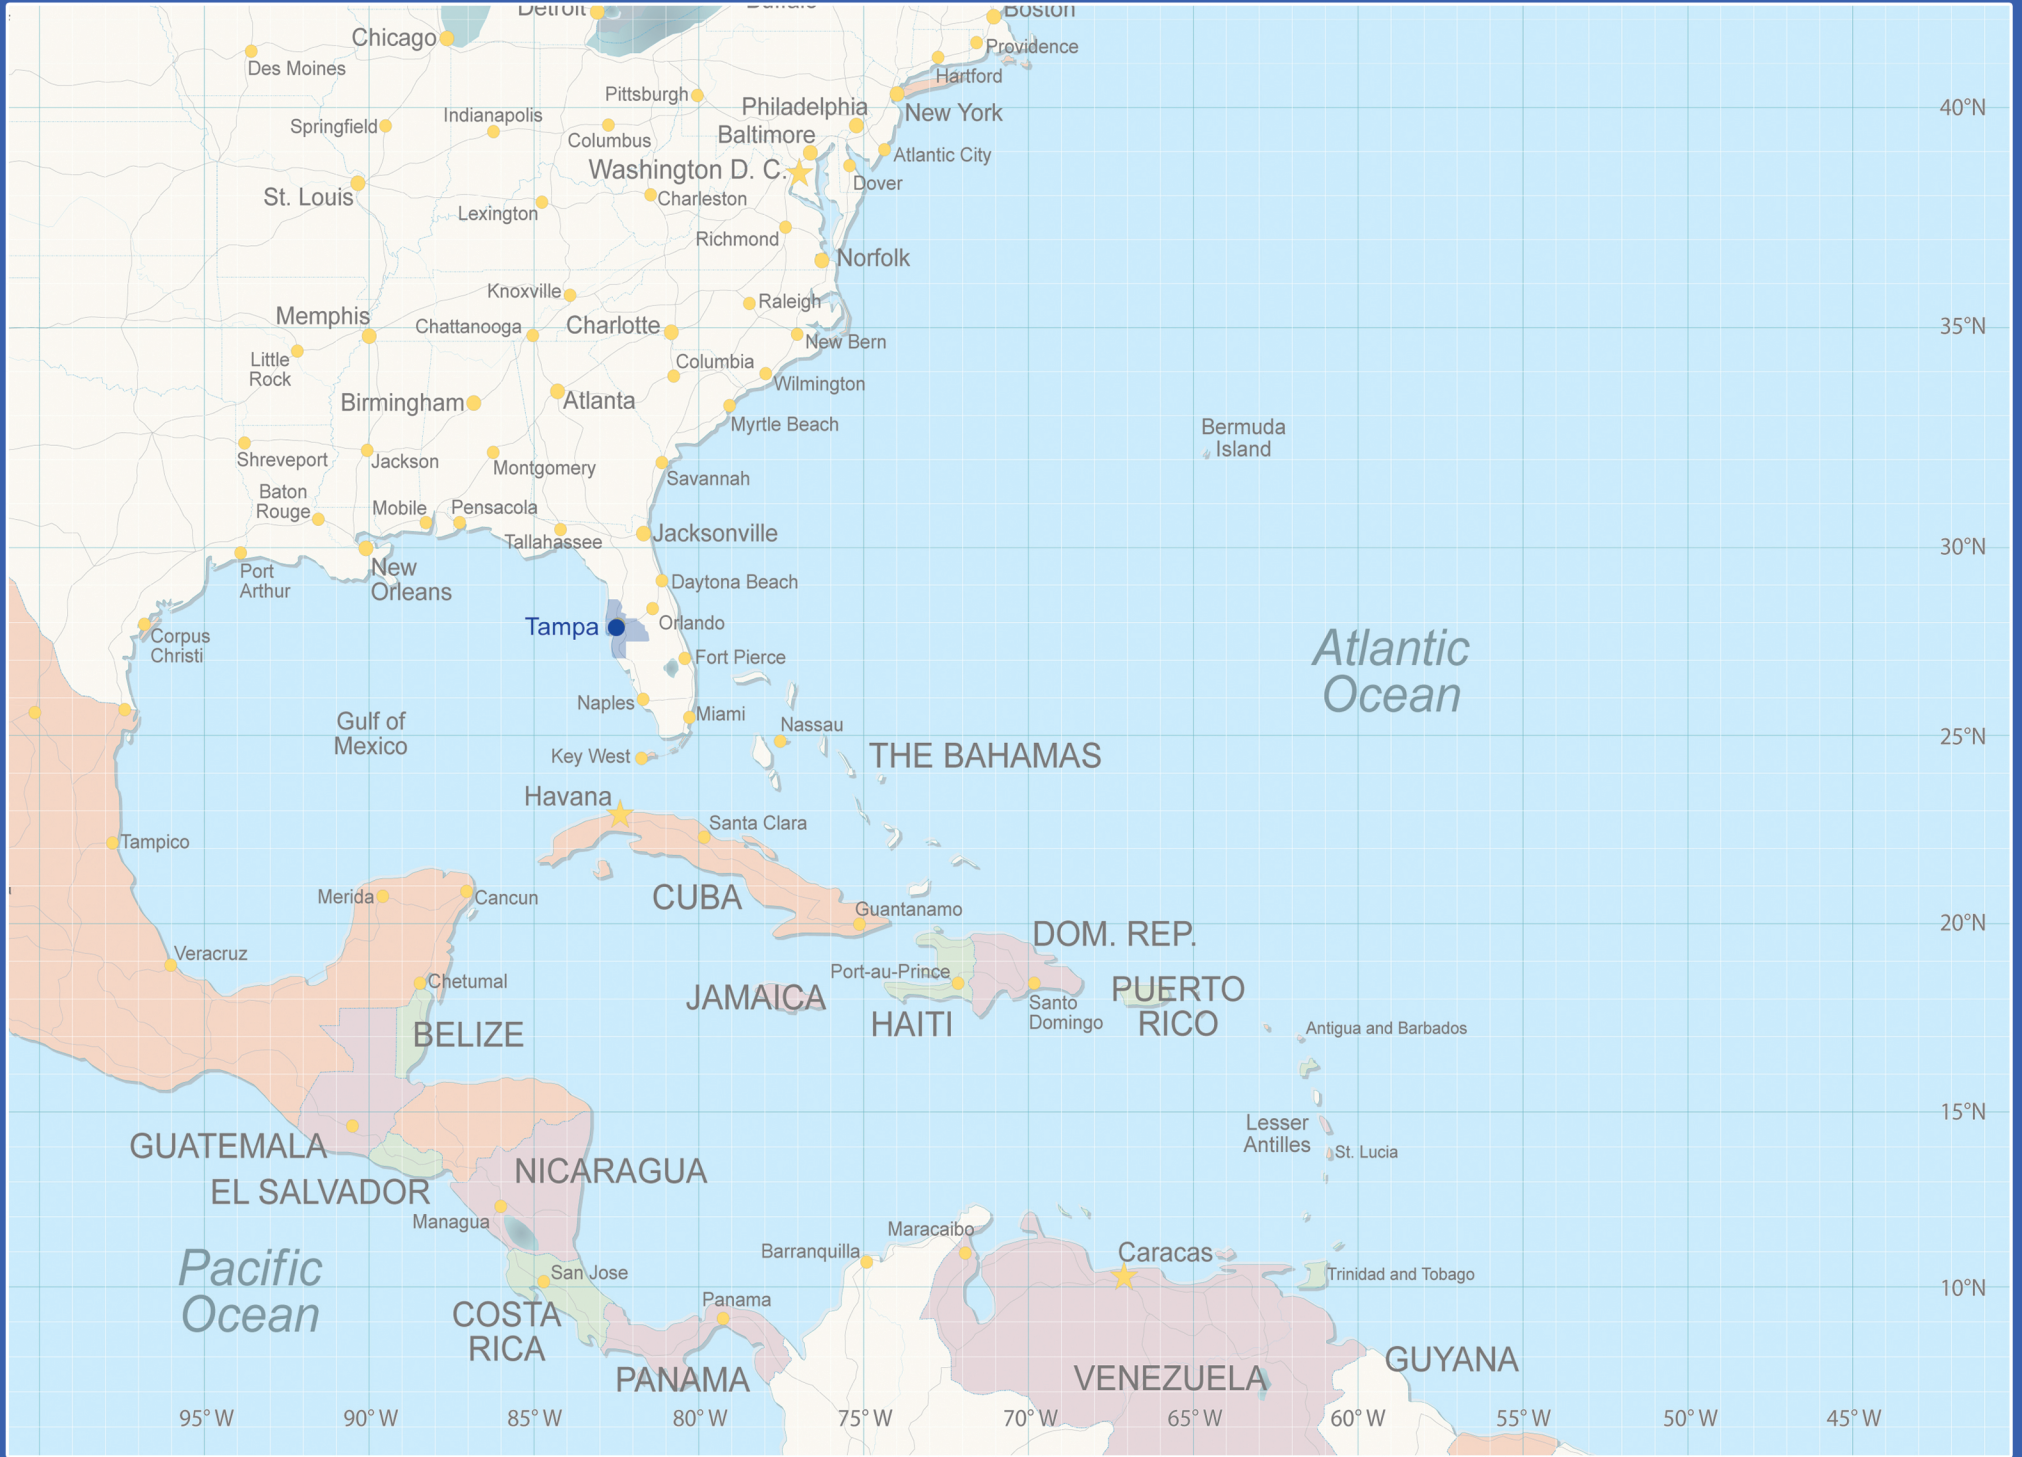 Detroit
Buffalo
Boston
Chicago
Providence
Des Moines
Hartford
Pittsburgh
Philadelphia
New York
40°N
Indianapolis
Springfield
Columbus
Baltimore
Atlantic City
Washington D. C.
Dover
St. Louis
Charleston
Lexington
Richmond
Norfolk
Knoxville
Raleigh
Memphis
Chattanooga
Charlotte
35°N
New Bern
Little
Rock
Columbia
Wilmington
Birmingham
Atlanta
Myrtle Beach
Bermuda
Island
Shreveport
Jackson
Montgomery
Savannah
Baton
Rouge
Mobile
Pensacola
Tallahassee
Jacksonville
30°N
Port
Arthur
New
Orleans
Daytona Beach
Tampa
Orlando
Corpus
Christi
Fort Pierce
Atlantic
Ocean
Naples
Miami
Gulf of
Mexico
Nassau
25°N
Key West
THE BAHAMAS
Havana
Santa Clara
Tampico
Merida
Cancun
CUBA
Guantanamo
20°N
DOM. REP.
Veracruz
Port-au-Prince
Chetumal
JAMAICA
PUERTO
RICO
Santo
Domingo
HAITI
BELIZE
Antigua and Barbados
15°N
Lesser
Antilles
GUATEMALA
St. Lucia
NICARAGUA
EL SALVADOR
Managua
Maracaibo
Barranquilla
Caracas
Pacific
Ocean
San Jose
Trinidad and Tobago
10°N
Panama
COSTA
RICA
PANAMA
VENEZUELA
GUYANA
95°W
90°W
85°W
80°W
75°W
70°W
65°W
60°W
55°W
50°W
45°W